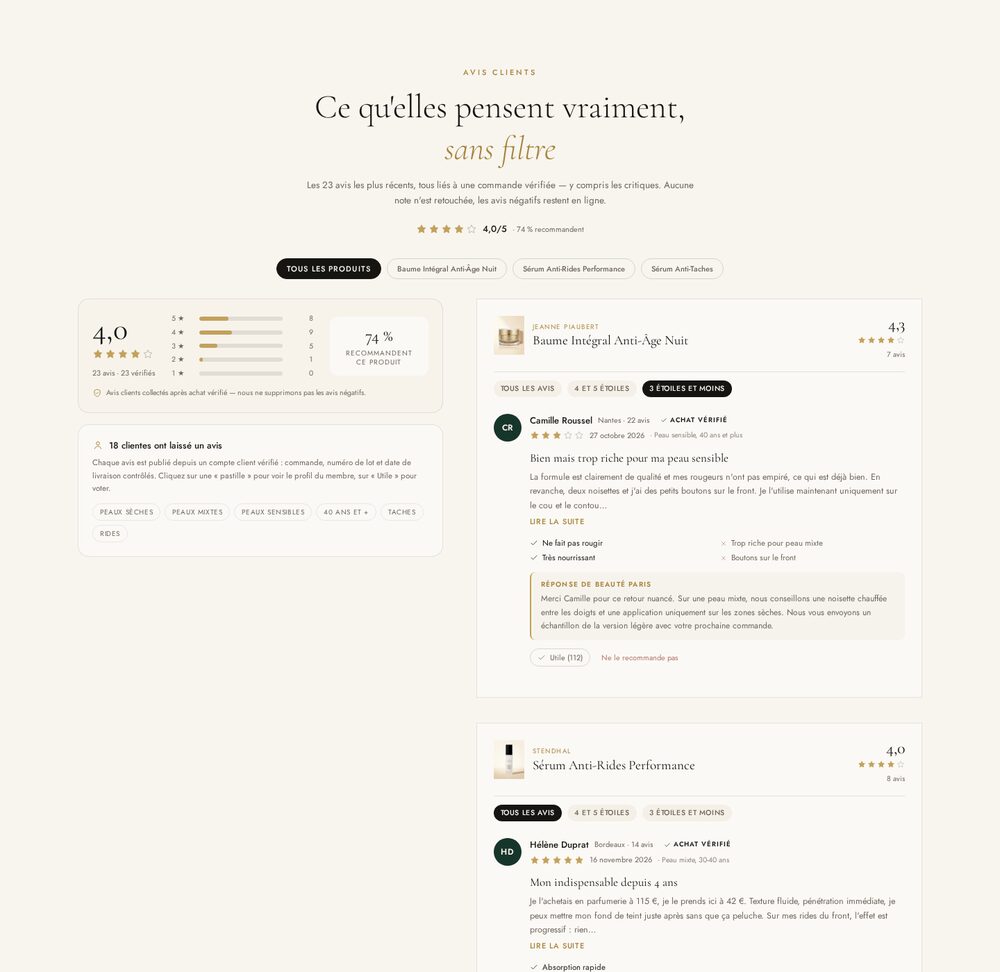 AVIS CLIENTS
Ce qu'elles pensent vraiment,
sans filtre
Les 23 avis les plus récents, tous liés à une commande vérifiée — y compris les critiques. Aucune
note n'est retouchée, les avis négatifs restent en ligne.
4,0/5 · 74 % recommandent
TOUS LES PRODUITS
Baume Intégral Anti-Âge Nuit
Sérum Anti-Rides Performance
Sérum Anti-Taches
4,0
23 avis · 23 vérifiés
5 ★ 8
4 ★ 9
3 ★ 5
2 ★ 1
1 ★ 0
74 %
RECOMMANDENT
CE PRODUIT
Avis clients collectés après achat vérifié — nous ne supprimons pas les avis négatifs.
18 clientes ont laissé un avis
Chaque avis est publié depuis un compte client vérifié : commande, numéro de lot et date de
livraison contrôlés. Cliquez sur une « pastille » pour voir le profil du membre, sur « Utile » pour
voter.
PEAUX SÈCHES
PEAUX MIXTES
PEAUX SENSIBLES
40 ANS ET +
TACHES
RIDES
JEANNE PIAUBERT
Baume Intégral Anti-Âge Nuit
4,3
7 avis
TOUS LES AVIS
4 ET 5 ÉTOILES
3 ÉTOILES ET MOINS
CR
Camille Roussel Nantes · 22 avis ✓ ACHAT VÉRIFIÉ
27 octobre 2026 · Peau sensible, 40 ans et plus
Bien mais trop riche pour ma peau sensible
La formule est clairement de qualité et mes rougeurs n'ont pas empiré, ce qui est déjà bien. En
revanche, deux noisettes et j'ai des petits boutons sur le front. Je l'utilise maintenant uniquement sur
le cou et le contou…
LIRE LA SUITE
✓ Ne fait pas rougir
✓ Très nourrissant
× Trop riche pour peau mixte
× Boutons sur le front
RÉPONSE DE BEAUTÉ PARIS
Merci Camille pour ce retour nuancé. Sur une peau mixte, nous conseillons une noisette chauffée
entre les doigts et une application uniquement sur les zones sèches. Nous vous envoyons un
échantillon de la version légère avec votre prochaine commande.
✓ Utile (112)
Ne le recommande pas
STENDHAL
Sérum Anti-Rides Performance
4,0
8 avis
TOUS LES AVIS
4 ET 5 ÉTOILES
3 ÉTOILES ET MOINS
HD
Hélène Duprat Bordeaux · 14 avis ✓ ACHAT VÉRIFIÉ
16 novembre 2026 · Peau mixte, 30-40 ans
Mon indispensable depuis 4 ans
Je l'achetais en parfumerie à 115 €, je le prends ici à 42 €. Texture fluide, pénétration immédiate, je
peux mettre mon fond de teint juste après sans que ça peluche. Sur mes rides du front, l'effet est
progressif : rien…
LIRE LA SUITE
✓ Absorption rapide